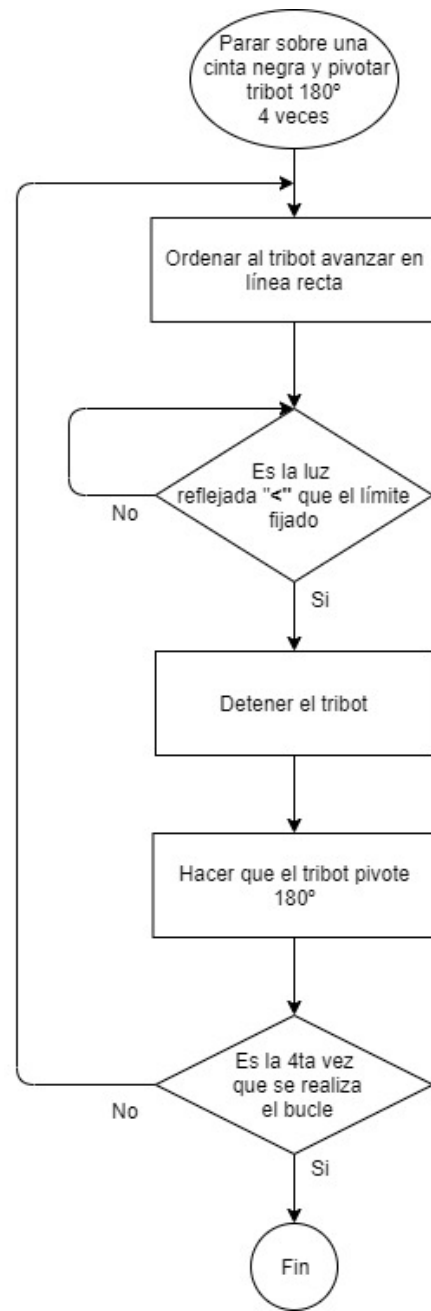 Parar sobre una
cinta negra y pivotar
tribot 180º
4 veces
Ordenar al tribot avanzar en
línea recta
Es la luz
reflejada "<" que el límite
fijado
No
Si
Detener el tribot
Hacer que el tribot pivote
180º
Es la 4ta vez
que se realiza
el bucle
No
Si
Fin